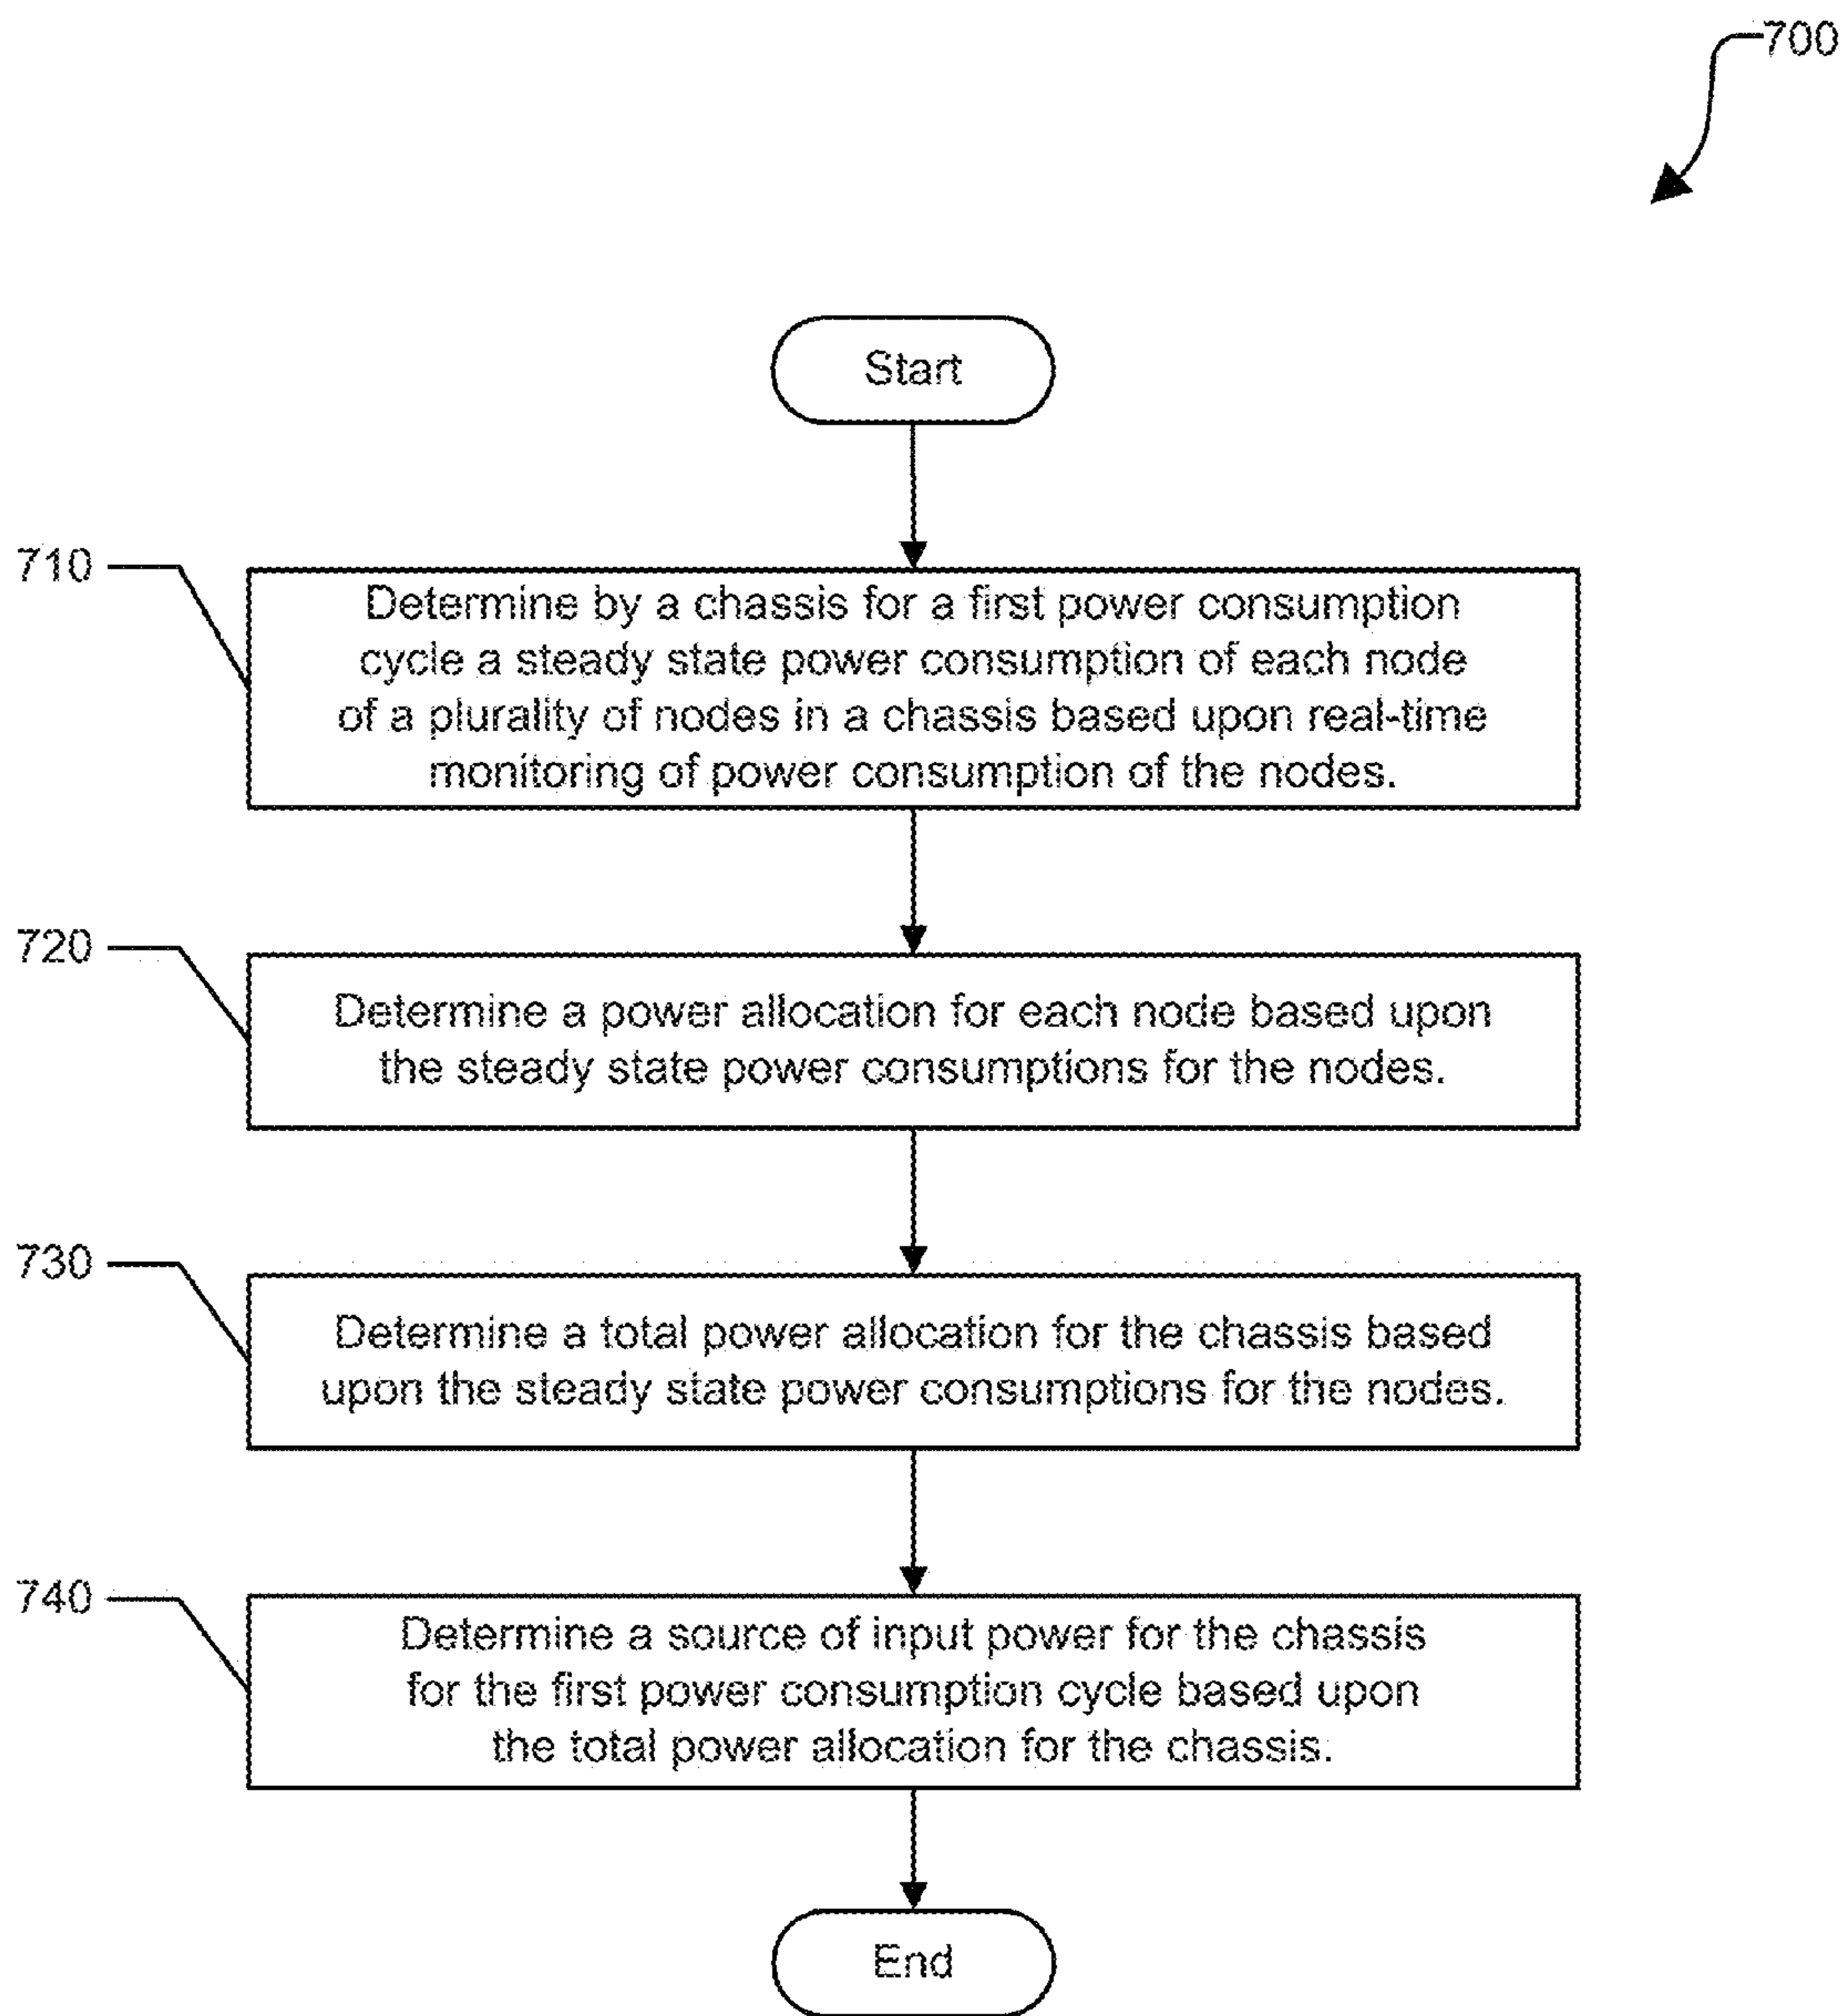 700
Start
710
Determine by a chassis for a first power consumption
cycle a steady state power consumption of each node
of a plurality of nodes in a chassis based upon real-time
monitoring of power consumption of the nodes.
720
Determine a power allocation for each node based upon
the steady state power consumptions for the nodes.
730
Determine a total power allocation for the chassis based
upon the steady state power consumptions for the nodes.
740
Determine a source of input power for the chassis
for the first power consumption cycle based upon
the total power allocation for the chassis.
End